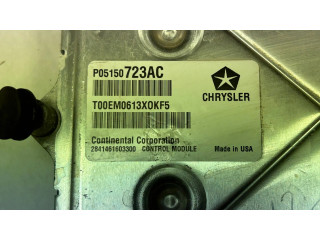 P05150723AC
CHRYSLER
T00EM0613X0KF5
Continental Corporation
2841461603300 CONTROL MODULE
Made in USA